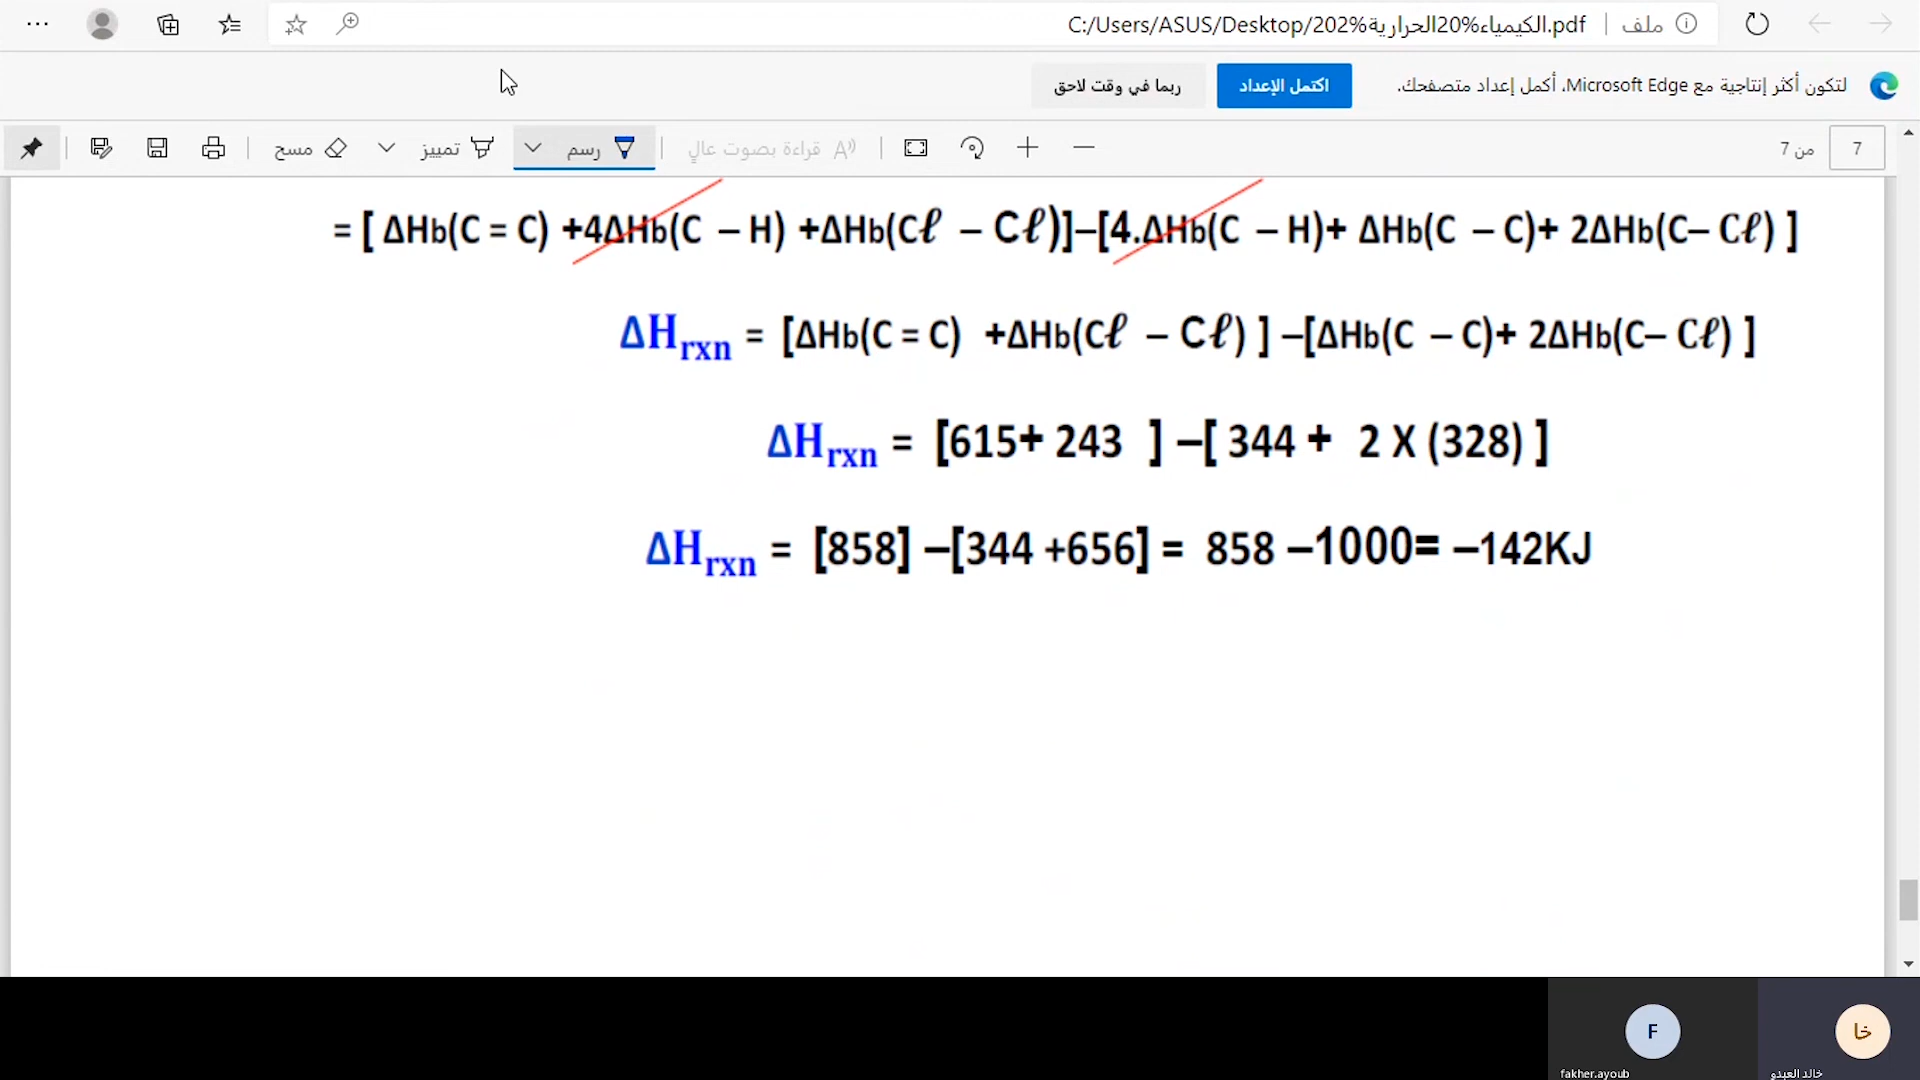 C:/Users/ASUS/Desktop/202%الكيمياء%20الحرارية.pdf
ملف
لتكون أكثر إنتاجية مع Microsoft Edge، أكمل إعداد متصفحك.
اكتمل الإعداد
ربما في وقت لاحق
7
من 7
قراءة بصوت عالٍ
رسم
تمييز
مسح
= [ ΔHb(C = C) +4ΔHb(C – H) +ΔHb(Cℓ – Cℓ)]–[4.ΔHb(C – H)+ ΔHb(C – C)+ 2ΔHb(C– Cℓ) ]
ΔHrxn = [ΔHb(C = C) +ΔHb(Cℓ – Cℓ) ] –[ΔHb(C – C)+ 2ΔHb(C– Cℓ) ]
ΔHrxn = [615+ 243 ] –[ 344 + 2 X (328) ]
ΔHrxn = [858] –[344 +656] = 858 –1000= –142KJ
F
fakher.ayoub
خا
خالد العبدو